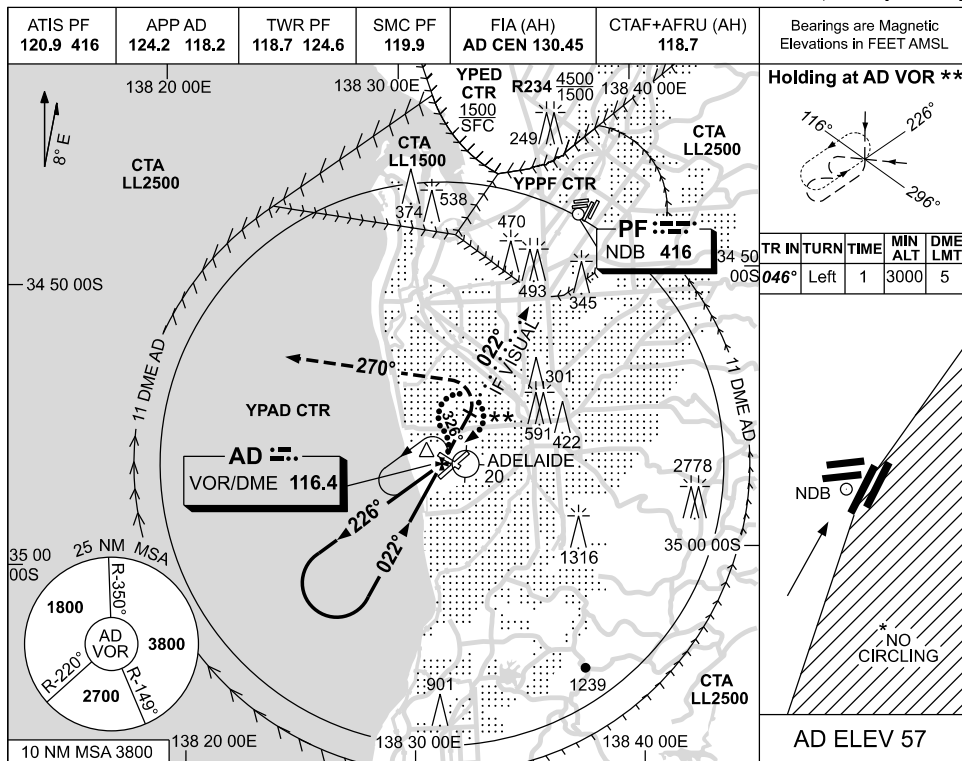 ATIS PF
120.9 416
APP AD
124.2 118.2
TWR PF
118.7 124.6
SMC PF
119.9
FIA (AH)
AD CEN 130.45
CTAF+AFRU (AH)
118.7
Bearings are Magnetic
Elevations in FEET AMSL
138 20 00E
138 30 00E
YPED
CTR
1500
SFC
R234
4500
1500
138 40 00E
8° E
CTA
LL2500
CTA
LL1500
249
CTA
LL2500
YPPF CTR
374
538
470
493
345
PF
NDB 416
34 50 00S
34 50
00S
022°
IF VISUAL
270°
11 DME AD
11 DME AD
YPAD CTR
326°
**
301
591
422
AD
VOR/DME 116.4
ADELAIDE
20
2778
226°
022°
1316
35 00
00S
35 00 00S
25 NM MSA
R-350°
1800
AD
VOR
3800
R-220°
2700
R-149°
901
1239
CTA
LL2500
10 NM MSA 3800
138 20 00E
138 30 00E
138 40 00E
Holding at AD VOR **
116°
226°
296°
TR IN TURN TIME MIN ALT DME LMT
046° Left 1 3000 5
NDB
*NO
CIRCLING
AD ELEV 57